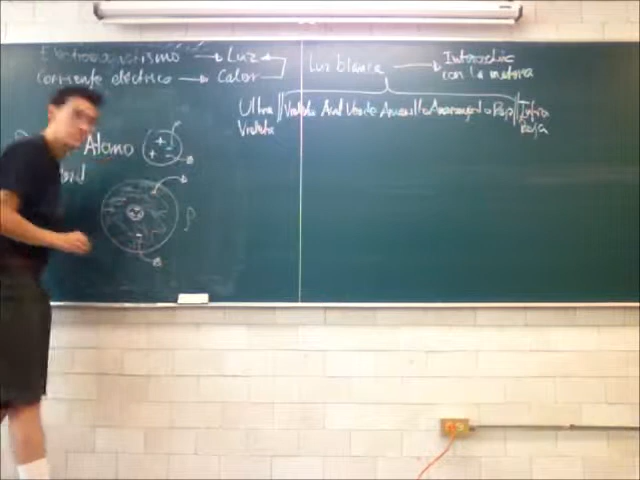 Electromagnetismo → Luz
corriente eléctrica → Calor
Luz blanca → Interacción
con la materia
Ultra Violeta Azul Verde Amarillo Anaranjado Rojo Infra
Violeta Roja
Atomo